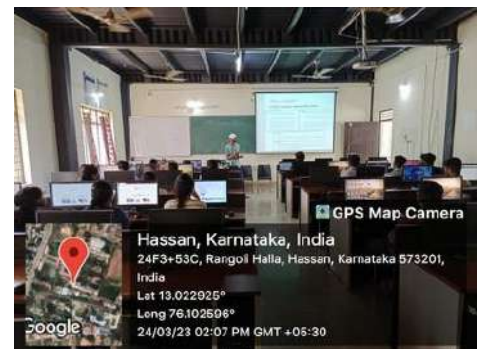 GPS Map Camera
Hassan, Karnataka, India
24F3+53C, Rangoli Halla, Hassan, Karnataka 573201,
India
Lat 13.022925°
Long 76.102596°
24/03/23 02:07 PM GMT +05:30
Google